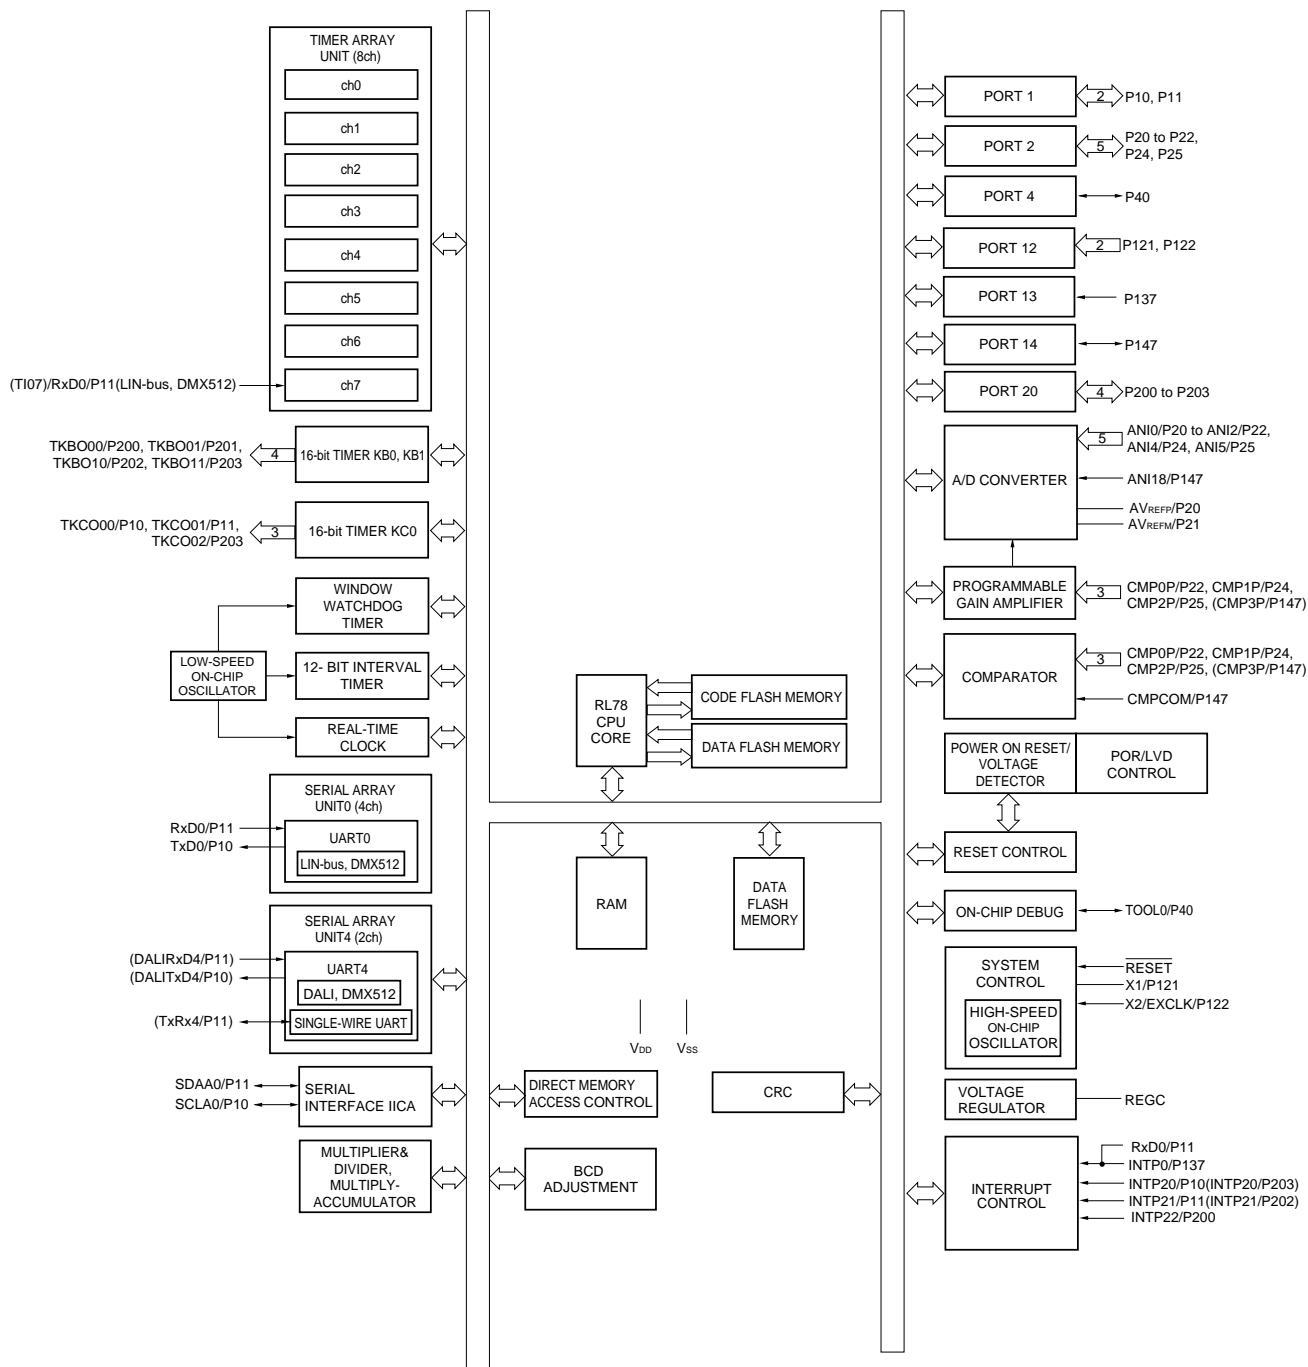 TIMER ARRAY
UNIT (8ch)
ch0
ch1
ch2
ch3
ch4
ch5
ch6
(TI07)/RxD0/P11(LIN-bus, DMX512)
ch7
TKBO00/P200, TKBO01/P201,
TKBO10/P202, TKBO11/P203
4
16-bit TIMER KB0, KB1
TKCO00/P10, TKCO01/P11,
TKCO02/P203
3
16-bit TIMER KC0
WINDOW
WATCHDOG
TIMER
LOW-SPEED
ON-CHIP
OSCILLATOR
12- BIT INTERVAL
TIMER
REAL-TIME
CLOCK
SERIAL ARRAY
UNIT0 (4ch)
RxD0/P11
TxD0/P10
UART0
LIN-bus, DMX512
SERIAL ARRAY
UNIT4 (2ch)
(DALIRxD4/P11)
(DALITxD4/P10)
UART4
DALI, DMX512
(TxRx4/P11)
SINGLE-WIRE UART
SDAA0/P11
SCLA0/P10
SERIAL
INTERFACE IICA
MULTIPLIER&
DIVIDER,
MULTIPLY-
ACCUMULATOR
RL78
CPU
CORE
CODE FLASH MEMORY
DATA FLASH MEMORY
RAM
DATA
FLASH
MEMORY
VDD
VSS
DIRECT MEMORY
ACCESS CONTROL
CRC
BCD
ADJUSTMENT
PORT 1
2
P10, P11
PORT 2
5
P20 to P22,
P24, P25
PORT 4
P40
PORT 12
2
P121, P122
PORT 13
P137
PORT 14
P147
PORT 20
4
P200 to P203
A/D CONVERTER
5
ANI0/P20 to ANI2/P22,
ANI4/P24, ANI5/P25
ANI18/P147
AVREFP/P20
AVREFM/P21
PROGRAMMABLE
GAIN AMPLIFIER
3
CMP0P/P22, CMP1P/P24,
CMP2P/P25, (CMP3P/P147)
COMPARATOR
3
CMP0P/P22, CMP1P/P24,
CMP2P/P25, (CMP3P/P147)
CMPCOM/P147
POWER ON RESET/
VOLTAGE
DETECTOR
POR/LVD
CONTROL
RESET CONTROL
ON-CHIP DEBUG
TOOL0/P40
SYSTEM
CONTROL
RESET
X1/P121
X2/EXCLK/P122
HIGH-SPEED
ON-CHIP
OSCILLATOR
VOLTAGE
REGULATOR
REGC
INTERRUPT
CONTROL
RxD0/P11
INTP0/P137
INTP20/P10(INTP20/P203)
INTP21/P11(INTP21/P202)
INTP22/P200